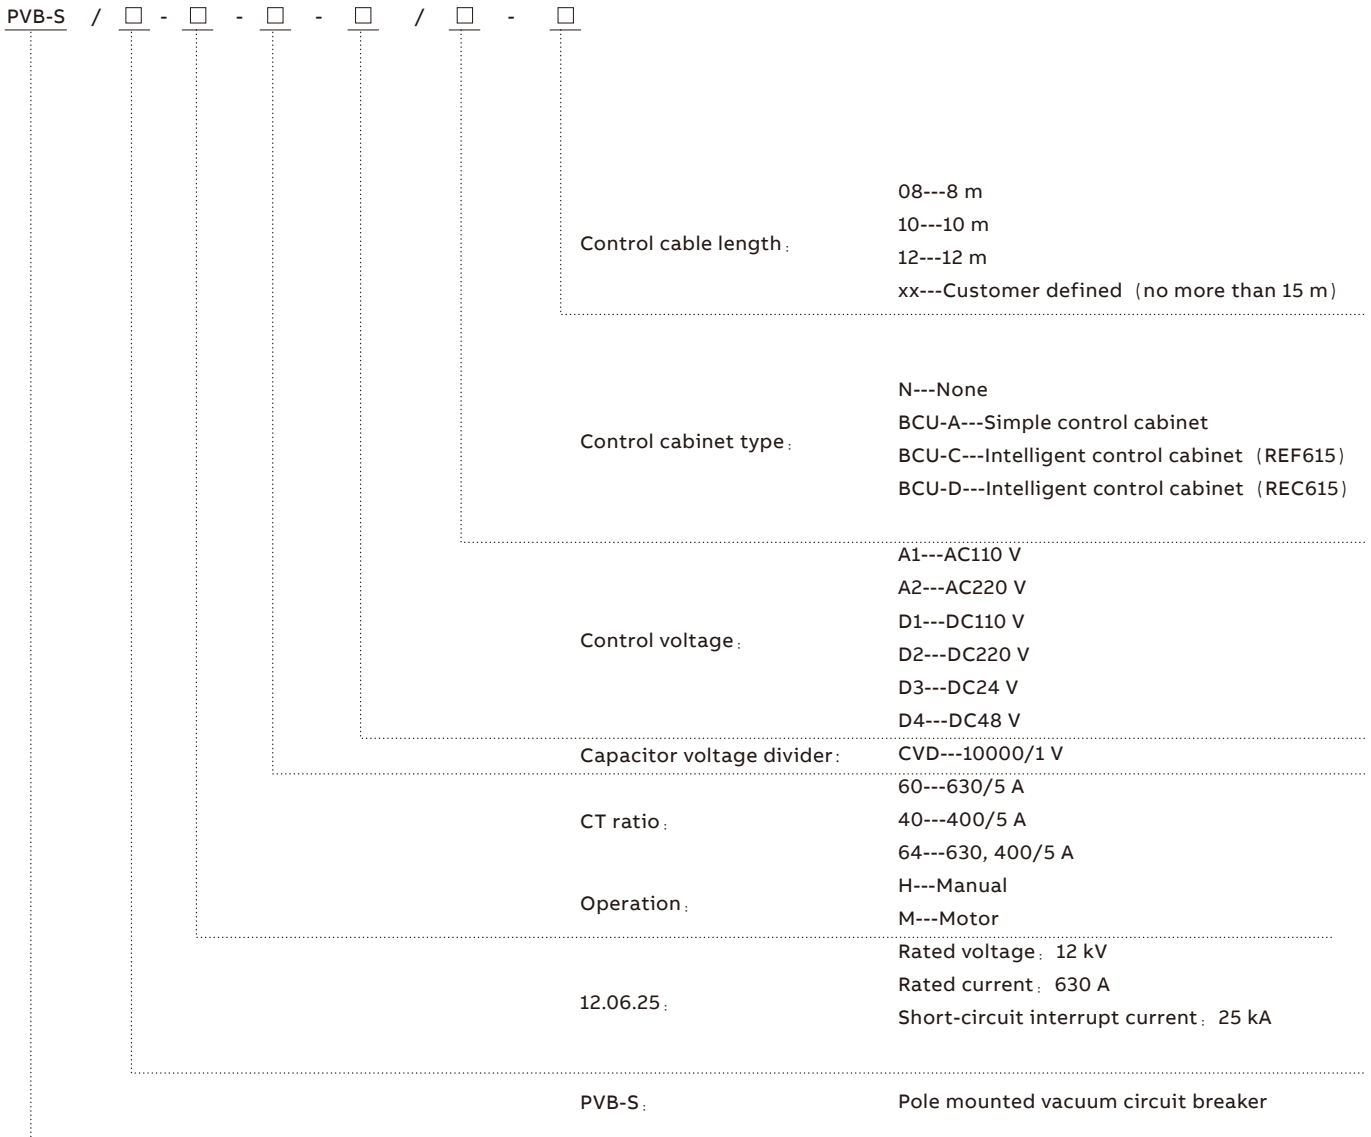 PVB-S / □ - □ - □ - □ / □ - □
08---8 m
10---10 m
Control cable length:
12---12 m
xx---Customer defined (no more than 15 m)
N---None
BCU-A---Simple control cabinet
Control cabinet type:
BCU-C---Intelligent control cabinet (REF615)
BCU-D---Intelligent control cabinet (REC615)
A1---AC110 V
A2---AC220 V
D1---DC110 V
Control voltage:
D2---DC220 V
D3---DC24 V
D4---DC48 V
Capacitor voltage divider: CVD---10000/1 V
60---630/5 A
CT ratio: 40---400/5 A
64---630, 400/5 A
H---Manual
Operation:
M---Motor
Rated voltage: 12 kV
Rated current: 630 A
12.06.25:
Short-circuit interrupt current: 25 kA
PVB-S: Pole mounted vacuum circuit breaker